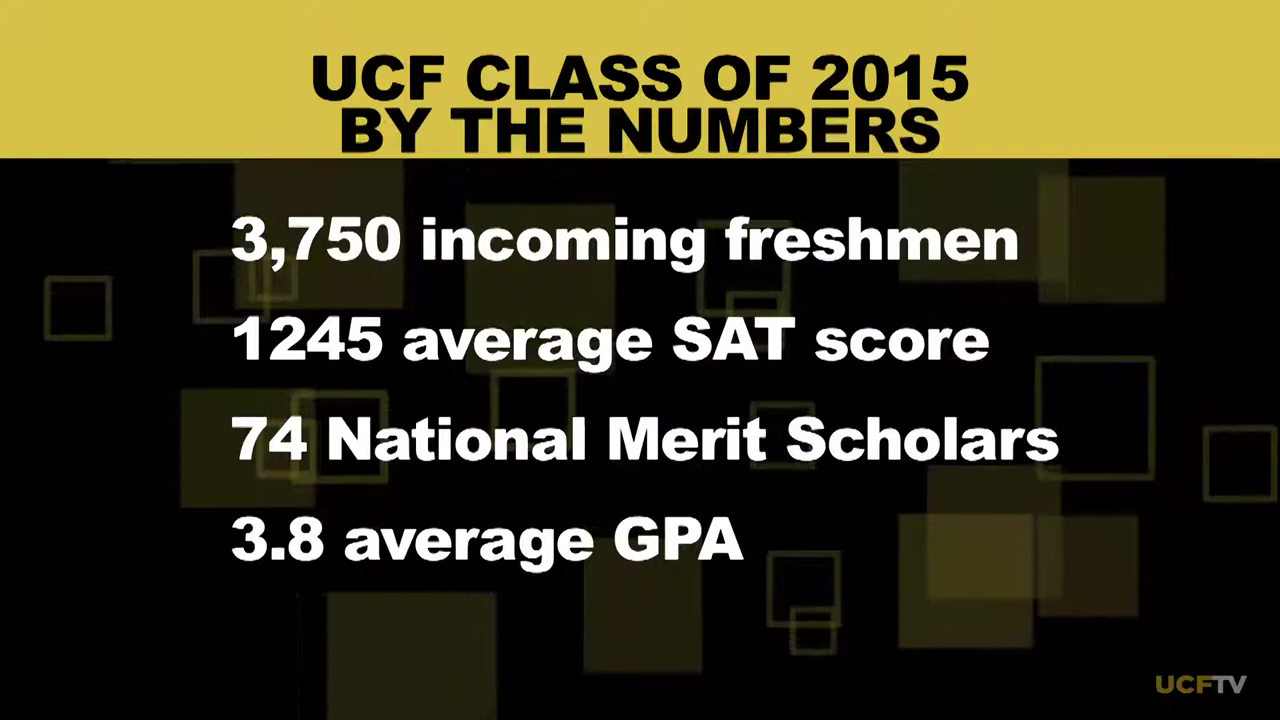 UCF CLASS OF 2015
BY THE NUMBERS
3,750 incoming freshmen
1245 average SAT score
74 National Merit Scholars
3.8 average GPA
UCFTV